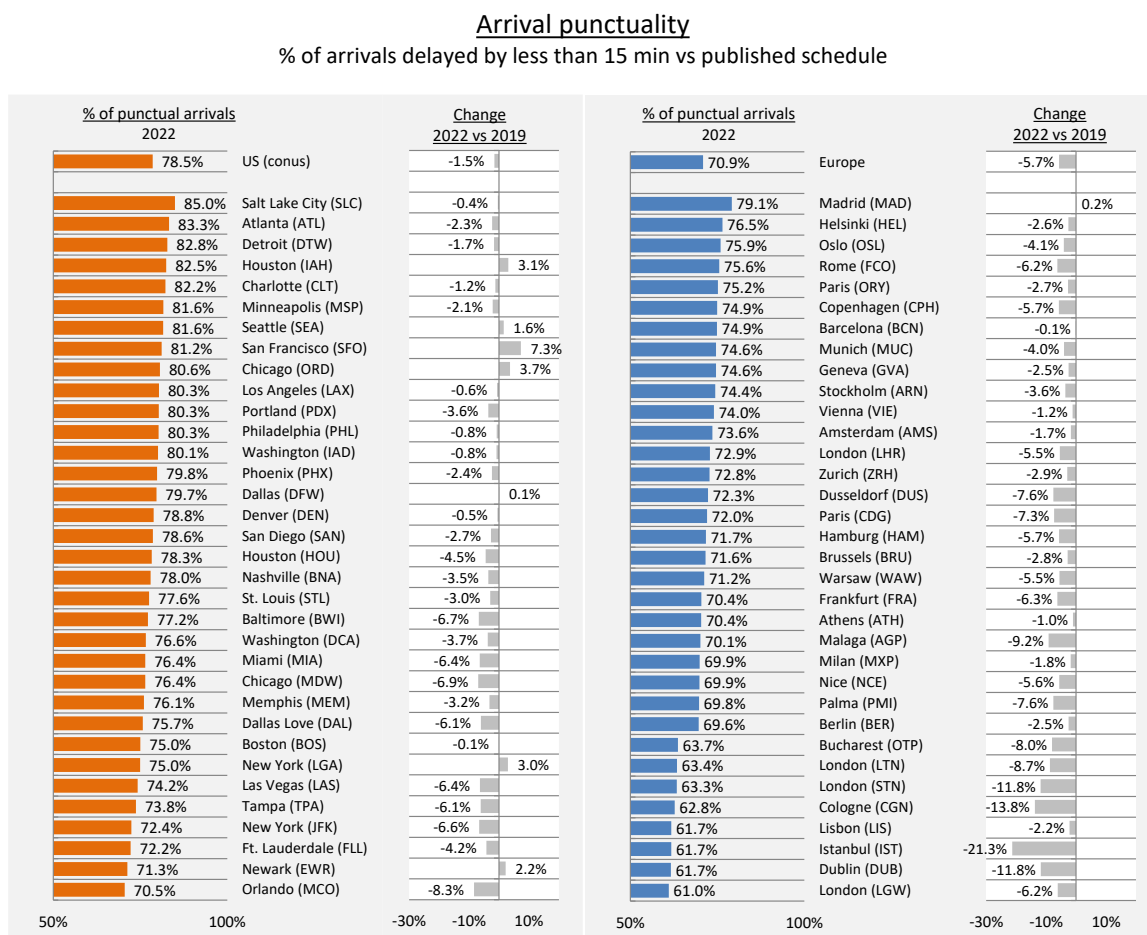 Arrival punctuality
% of arrivals delayed by less than 15 min vs published schedule
% of punctual arrivals
2022
Change
2022 vs 2019
78.5% US (conus) -1.5%
85.0% Salt Lake City (SLC) -0.4%
83.3% Atlanta (ATL) -2.3%
82.8% Detroit (DTW) -1.7%
82.5% Houston (IAH) 3.1%
82.2% Charlotte (CLT) -1.2%
81.6% Minneapolis (MSP) -2.1%
81.6% Seattle (SEA) 1.6%
81.2% San Francisco (SFO) 7.3%
80.6% Chicago (ORD) 3.7%
80.3% Los Angeles (LAX) -0.6%
80.3% Portland (PDX) -3.6%
80.3% Philadelphia (PHL) -0.8%
80.1% Washington (IAD) -0.8%
79.8% Phoenix (PHX) -2.4%
79.7% Dallas (DFW) 0.1%
78.8% Denver (DEN) -0.5%
78.6% San Diego (SAN) -2.7%
78.3% Houston (HOU) -4.5%
78.0% Nashville (BNA) -3.5%
77.6% St. Louis (STL) -3.0%
77.2% Baltimore (BWI) -6.7%
76.6% Washington (DCA) -3.7%
76.4% Miami (MIA) -6.4%
76.4% Chicago (MDW) -6.9%
76.1% Memphis (MEM) -3.2%
75.7% Dallas Love (DAL) -6.1%
75.0% Boston (BOS) -0.1%
75.0% New York (LGA) 3.0%
74.2% Las Vegas (LAS) -6.4%
73.8% Tampa (TPA) -6.1%
72.4% New York (JFK) -6.6%
72.2% Ft. Lauderdale (FLL) -4.2%
71.3% Newark (EWR) 2.2%
70.5% Orlando (MCO) -8.3%
50% 100% -30% -10% 10%
% of punctual arrivals
2022
Change
2022 vs 2019
70.9% Europe -5.7%
79.1% Madrid (MAD) 0.2%
76.5% Helsinki (HEL) -2.6%
75.9% Oslo (OSL) -4.1%
75.6% Rome (FCO) -6.2%
75.2% Paris (ORY) -2.7%
74.9% Copenhagen (CPH) -5.7%
74.9% Barcelona (BCN) -0.1%
74.6% Munich (MUC) -4.0%
74.6% Geneva (GVA) -2.5%
74.4% Stockholm (ARN) -3.6%
74.0% Vienna (VIE) -1.2%
73.6% Amsterdam (AMS) -1.7%
72.9% London (LHR) -5.5%
72.8% Zurich (ZRH) -2.9%
72.3% Dusseldorf (DUS) -7.6%
72.0% Paris (CDG) -7.3%
71.7% Hamburg (HAM) -5.7%
71.6% Brussels (BRU) -2.8%
71.2% Warsaw (WAW) -5.5%
70.4% Frankfurt (FRA) -6.3%
70.4% Athens (ATH) -1.0%
70.1% Malaga (AGP) -9.2%
69.9% Milan (MXP) -1.8%
69.9% Nice (NCE) -5.6%
69.8% Palma (PMI) -7.6%
69.6% Berlin (BER) -2.5%
63.7% Bucharest (OTP) -8.0%
63.4% London (LTN) -8.7%
63.3% London (STN) -11.8%
62.8% Cologne (CGN) -13.8%
61.7% Lisbon (LIS) -2.2%
61.7% Istanbul (IST) -21.3%
61.7% Dublin (DUB) -11.8%
61.0% London (LGW) -6.2%
50% 100% -30% -10% 10%